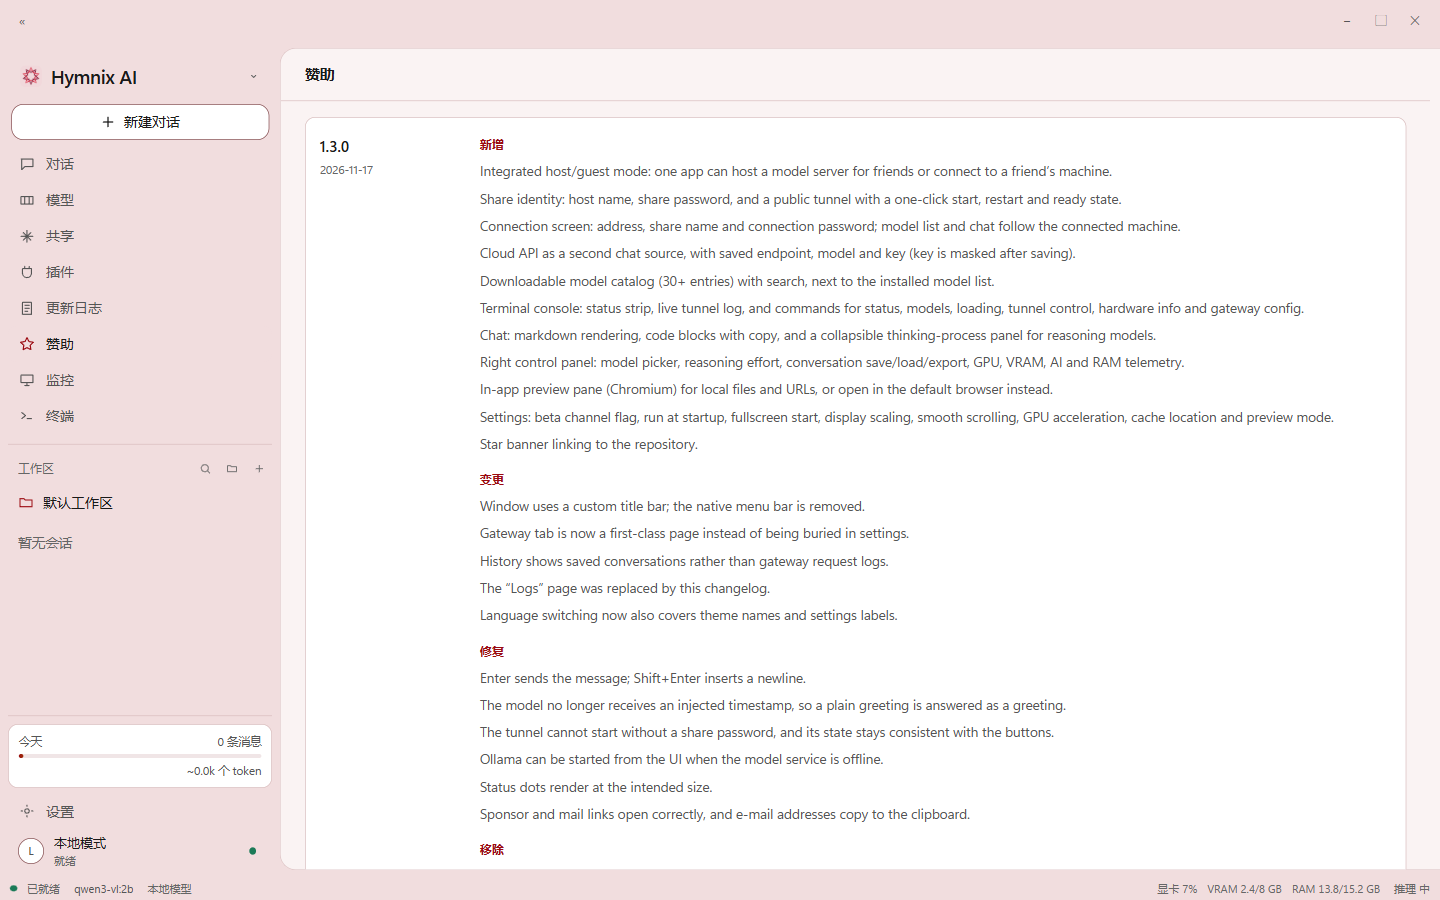 «
Hymnix AI
新建对话
对话
模型
共享
插件
更新日志
赞助
监控
终端
工作区
默认工作区
暂无会话
今天 0 条消息
~0.0k 个 token
设置
L 本地模式
就绪
赞助
1.3.0
2026-11-17
新增
Integrated host/guest mode: one app can host a model server for friends or connect to a friend's machine.
Share identity: host name, share password, and a public tunnel with a one-click start, restart and ready state.
Connection screen: address, share name and connection password; model list and chat follow the connected machine.
Cloud API as a second chat source, with saved endpoint, model and key (key is masked after saving).
Downloadable model catalog (30+ entries) with search, next to the installed model list.
Terminal console: status strip, live tunnel log, and commands for status, models, loading, tunnel control, hardware info and gateway config.
Chat: markdown rendering, code blocks with copy, and a collapsible thinking-process panel for reasoning models.
Right control panel: model picker, reasoning effort, conversation save/load/export, GPU, VRAM, AI and RAM telemetry.
In-app preview pane (Chromium) for local files and URLs, or open in the default browser instead.
Settings: beta channel flag, run at startup, fullscreen start, display scaling, smooth scrolling, GPU acceleration, cache location and preview mode.
Star banner linking to the repository.
变更
Window uses a custom title bar; the native menu bar is removed.
Gateway tab is now a first-class page instead of being buried in settings.
History shows saved conversations rather than gateway request logs.
The “Logs” page was replaced by this changelog.
Language switching now also covers theme names and settings labels.
修复
Enter sends the message; Shift+Enter inserts a newline.
The model no longer receives an injected timestamp, so a plain greeting is answered as a greeting.
The tunnel cannot start without a share password, and its state stays consistent with the buttons.
Ollama can be started from the UI when the model service is offline.
Status dots render at the intended size.
Sponsor and mail links open correctly, and e-mail addresses copy to the clipboard.
移除
已就绪 qwen3-vl:2b 本地模型 显卡 7% VRAM 2.4/8 GB RAM 13.8/15.2 GB 推理 中